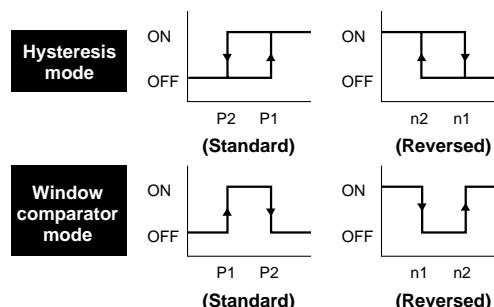 Hysteresis
mode
ON
OFF
P2 P1
(Standard)
ON
OFF
n2 n1
(Reversed)
Window
comparator
mode
ON
OFF
P1 P2
(Standard)
ON
OFF
n1 n2
(Reversed)